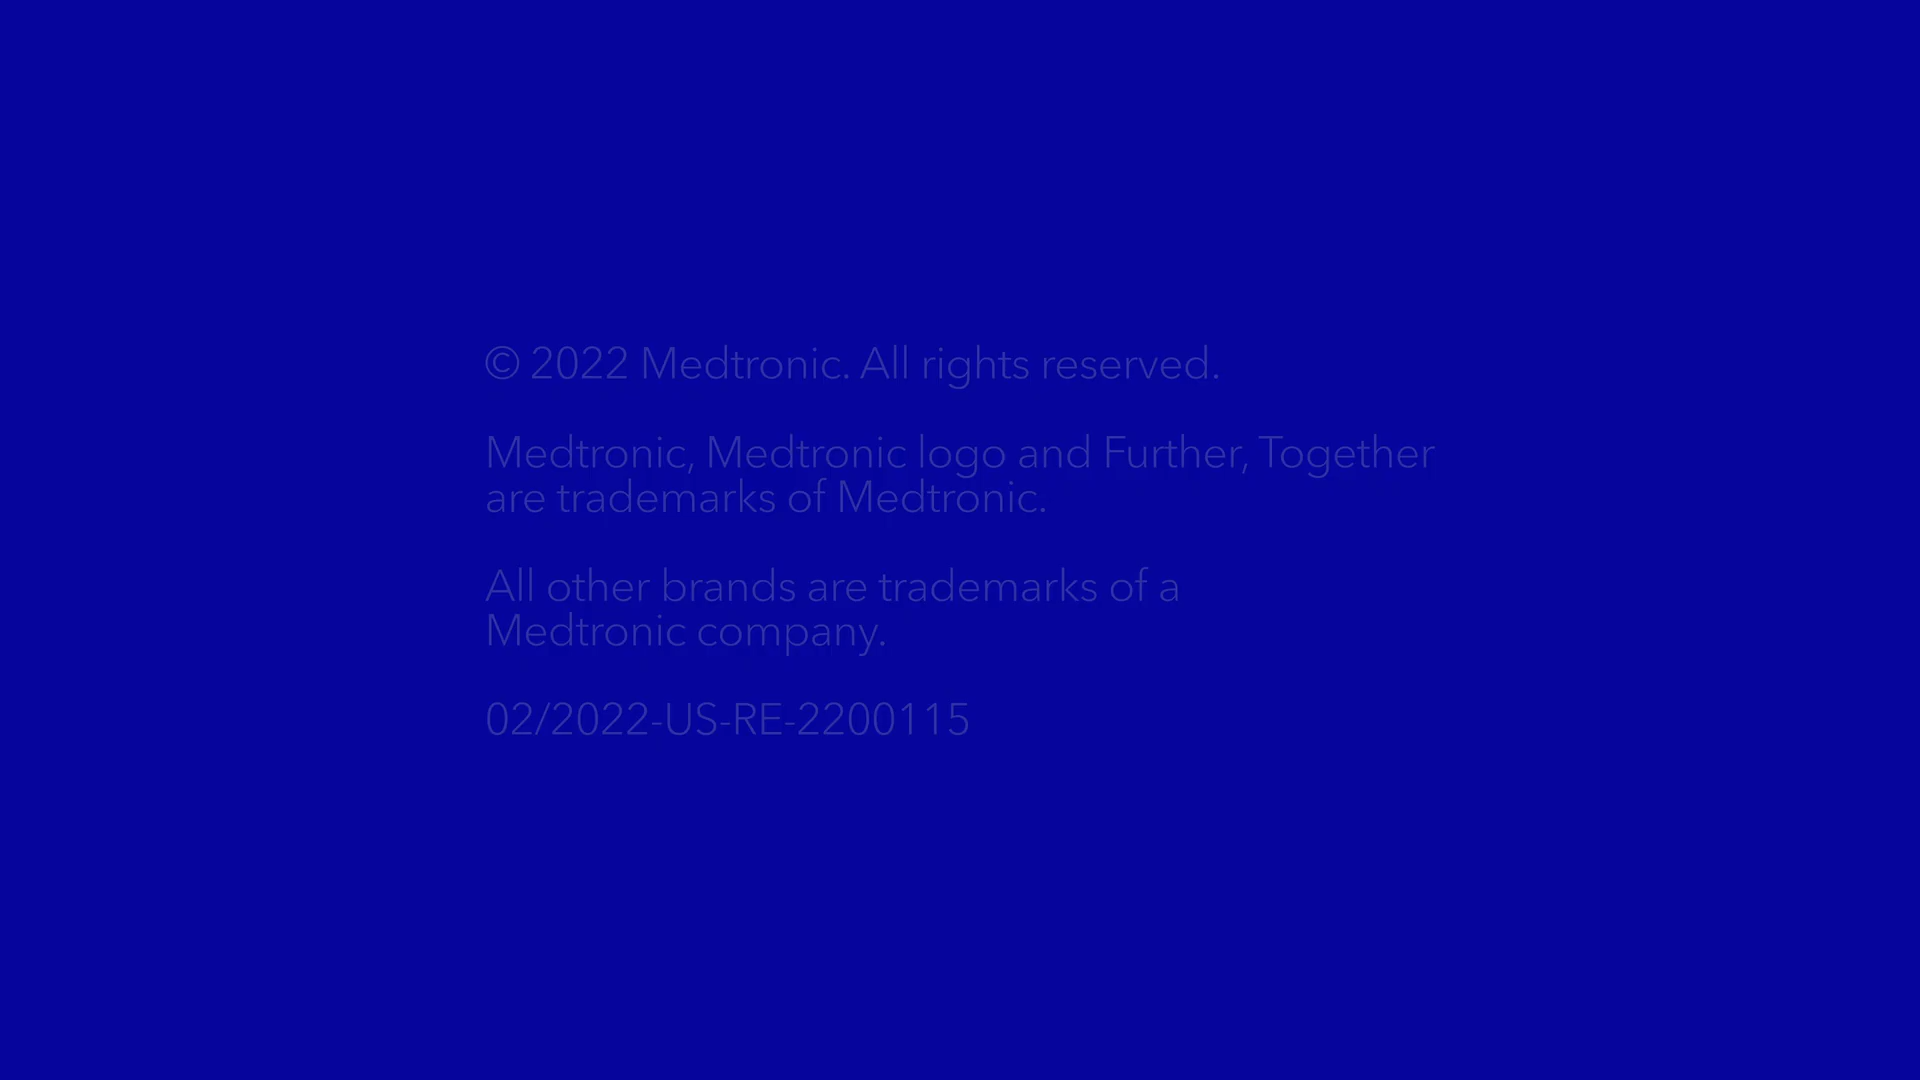 © 2022 Medtronic. All rights reserved.
Medtronic, Medtronic logo and Further, Together
are trademarks of Medtronic.
All other brands are trademarks of a
Medtronic company.
02/2022-US-RE-2200115